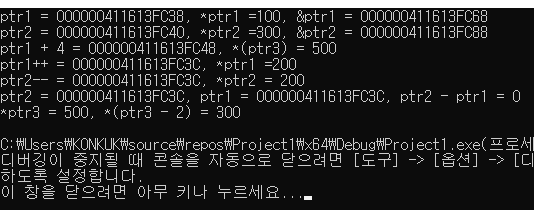 ptr1 = 000000411613FC38, *ptr1 =100, &ptr1 = 000000411613FC68
ptr2 = 000000411613FC40, *ptr2 =300, &ptr2 = 000000411613FC88
ptr1 + 4 = 000000411613FC48, *(ptr3) = 500
ptr1++ = 000000411613FC3C, *ptr1 =200
ptr2-- = 000000411613FC3C, *ptr2 = 200
ptr2 = 000000411613FC3C, ptr1 = 000000411613FC3C, ptr2 - ptr1 = 0
*ptr3 = 500, *(ptr3 - 2) = 300
C:₩Users₩KONKUK₩source₩repos₩Project1₩x64₩Debug₩Project1.exe(프로세
디버깅이 중지될 때 콘솔을 자동으로 닫으려면 [도구] -> [옵션] -> [디
하도록 설정합니다.
이 창을 닫으려면 아무 키나 누르세요...